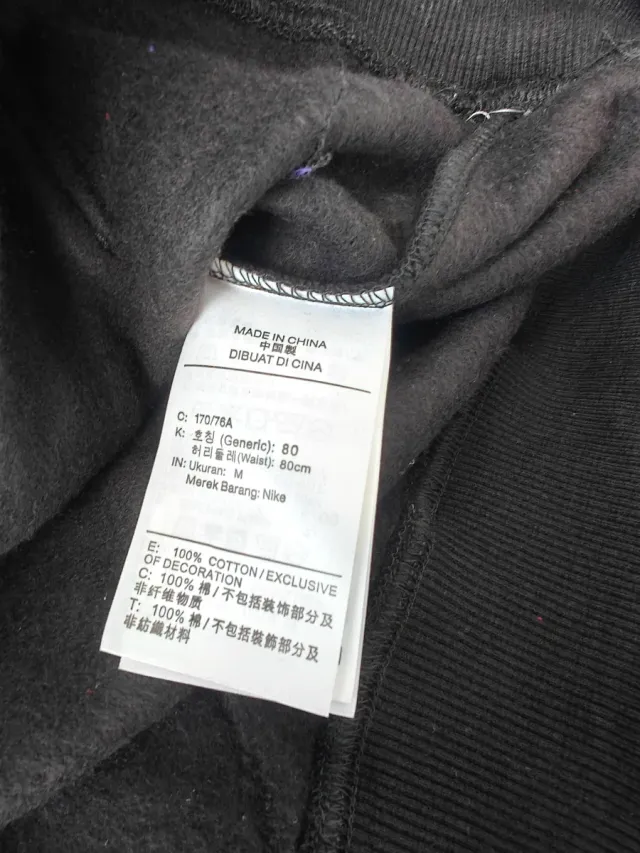 MADE IN CHINA
中国製
DIBUAT DI CINA
C: 170/76A
K: 호칭 (Generic): 80
허리둘레(Waist): 80cm
IN: Ukuran: M
Merek Barang: Nike
E: 100% COTTON/EXCLUSIVE
OF DECORATION
C: 100% 棉/不包括装饰部分及
非纤维物质
T: 100% 棉/不包括裝飾部分及
非紡織材料